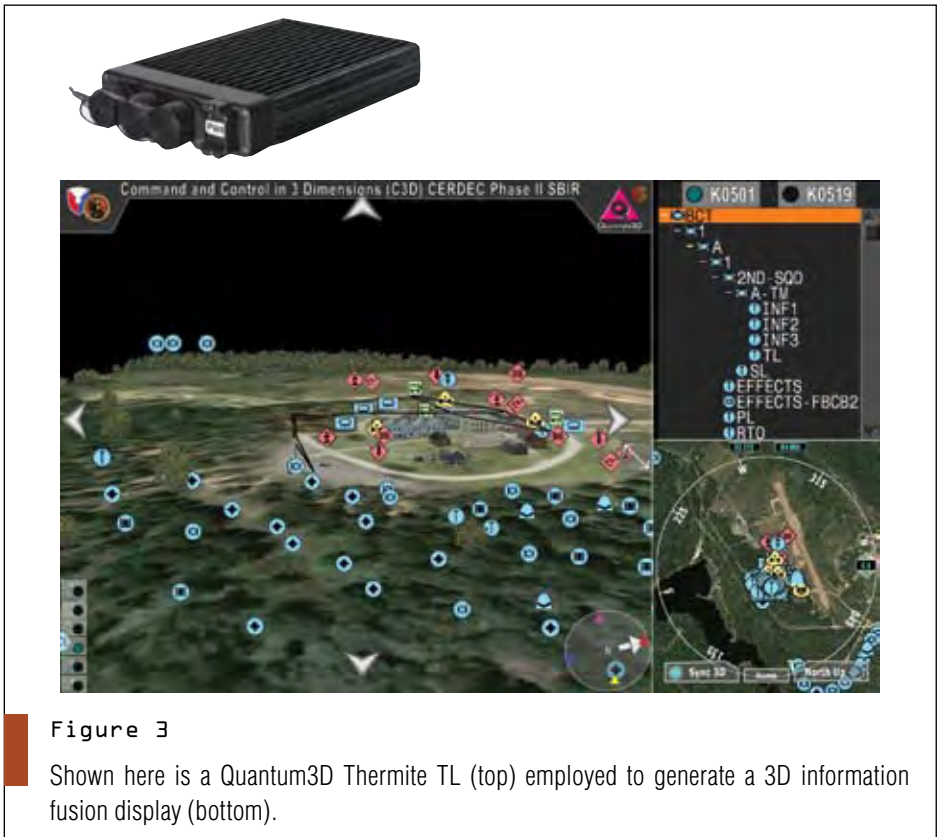 Command and Control in 3 Dimensions (C3D) CERDEC Phase II SBIR
Quantum3D
K0501 K0519
BCT
1
A
1
2ND-SQD
A-TM
INF1
INF2
INF3
TL
SL
EFFECTS
EFFECTS-FBCB2
PL
RTO
Sync 3D
North Up
Figure 3
Shown here is a Quantum3D Thermite TL (top) employed to generate a 3D information
fusion display (bottom).